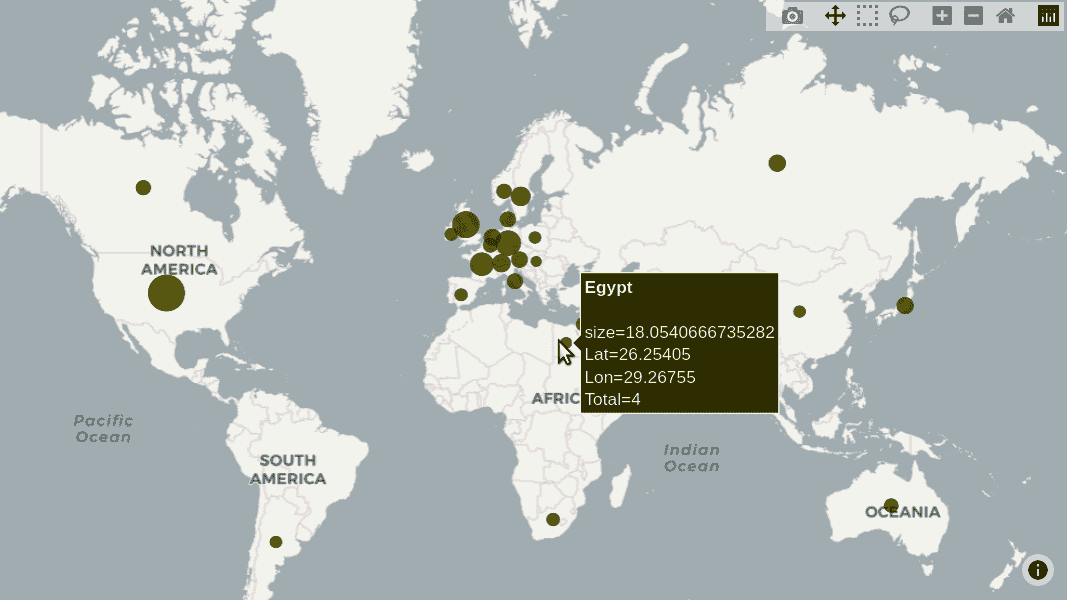 NORTH
AMERICA
Egypt
size=18.0540666735282
Lat=26.25405
Lon=29.26755
Total=4
AFRIC
Pacific
Ocean
Indian
Ocean
SOUTH
AMERICA
OCEANIA
i